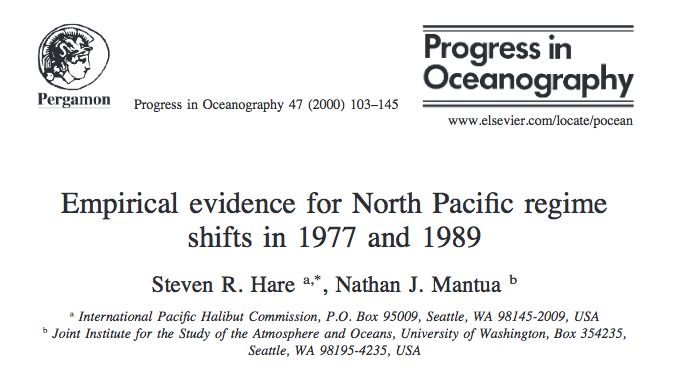 Pergamon
Progress in Oceanography 47 (2000) 103–145
Progress in
Oceanography
www.elsevier.com/locate/pocean
Empirical evidence for North Pacific regime
shifts in 1977 and 1989
Steven R. Hare a,*, Nathan J. Mantua b
a International Pacific Halibut Commission, P.O. Box 95009, Seattle, WA 98145-2009, USA
b Joint Institute for the Study of the Atmosphere and Oceans, University of Washington, Box 354235,
Seattle, WA 98195-4235, USA